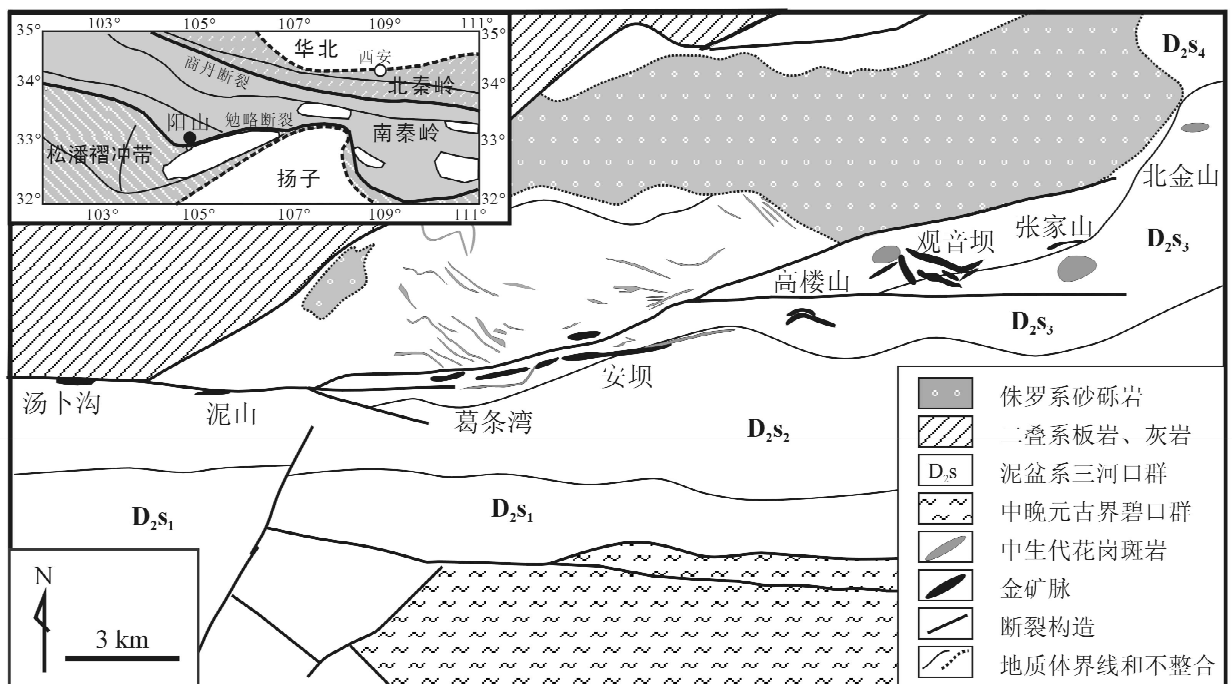 103° 105° 107° 109° 111°
35° 35°
34° 34°
33° 33°
32° 32°
103° 105° 107° 109° 111°
华北
西安
商丹断裂
北秦岭
阳山
勉略断裂
南秦岭
松潘褶冲带
扬子
D₂s₄
北金山
D₂s₃
张家山
观音坝
高楼山
D₂s₃
安坝
汤卜沟
泥山
葛条湾
D₂s₂
D₂s₁
D₂s₁
N
3 km
侏罗系砂砾岩
二叠系板岩、灰岩
D₂s 泥盆系三河口群
中晚元古界碧口群
中生代花岗斑岩
金矿脉
断裂构造
地质体界线和不整合